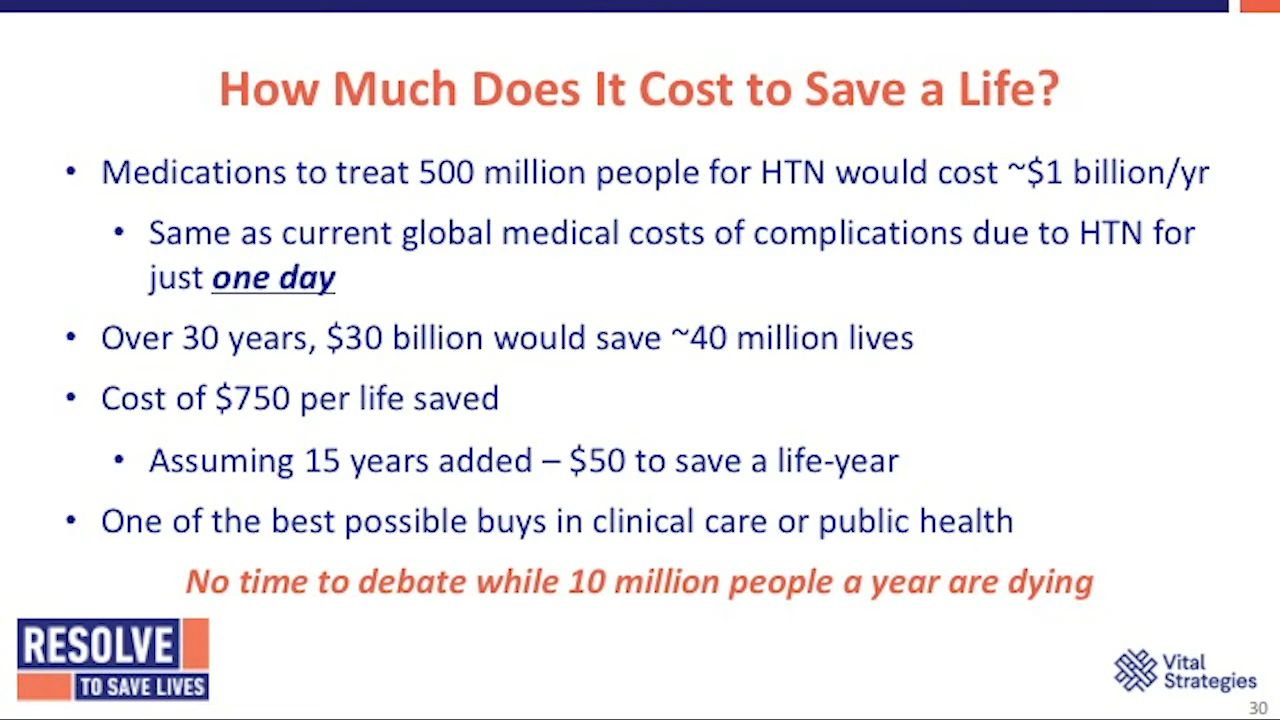 How Much Does It Cost to Save a Life?
• Medications to treat 500 million people for HTN would cost ~$1 billion/yr
• Same as current global medical costs of complications due to HTN for
just one day
• Over 30 years, $30 billion would save ~40 million lives
• Cost of $750 per life saved
• Assuming 15 years added – $50 to save a life-year
• One of the best possible buys in clinical care or public health
No time to debate while 10 million people a year are dying
RESOLVE
TO SAVE LIVES
Vital
Strategies
30